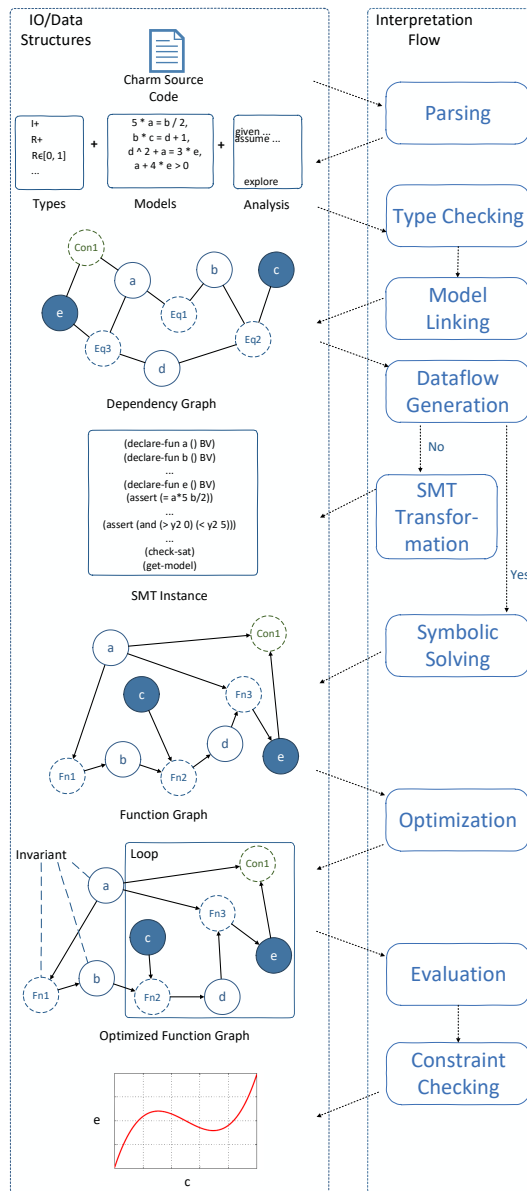 IO/Data
Structures
Interpretation
Flow
Charm Source
Code
Parsing
I+
R+
R∈[0, 1]
...
+
5 * a = b / 2,
b * c = d + 1,
d ^ 2 + a = 3 * e,
a + 4 * e > 0
+
given ...
assume ...
explore
Types
Models
Analysis
Type Checking
Con1
a
b
c
e
Eq1
Eq2
Eq3
d
Model
Linking
Dependency Graph
Dataflow
Generation
No
Yes
(declare-fun a () BV)
(declare-fun b () BV)
...
(declare-fun e () BV)
(assert (= a*5 b/2))
...
(assert (and (> y2 0) (< y2 5)))
...
(check-sat)
(get-model)
SMT
Transfor-
mation
SMT Instance
a
Con1
c
Fn3
Fn1
b
Fn2
d
e
Symbolic
Solving
Function Graph
Optimization
Invariant
Loop
a
Con1
Fn3
c
e
b
Fn1
Fn2
d
Optimized Function Graph
Evaluation
Constraint
Checking
e
c